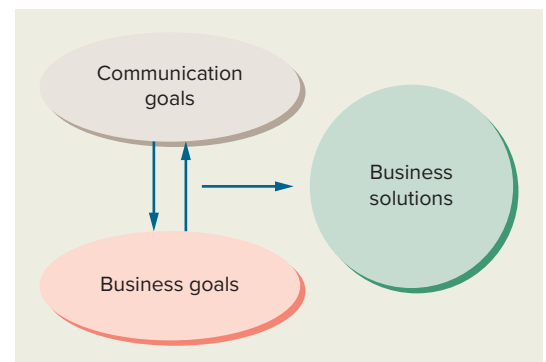 Communication
goals
Business
solutions
Business goals